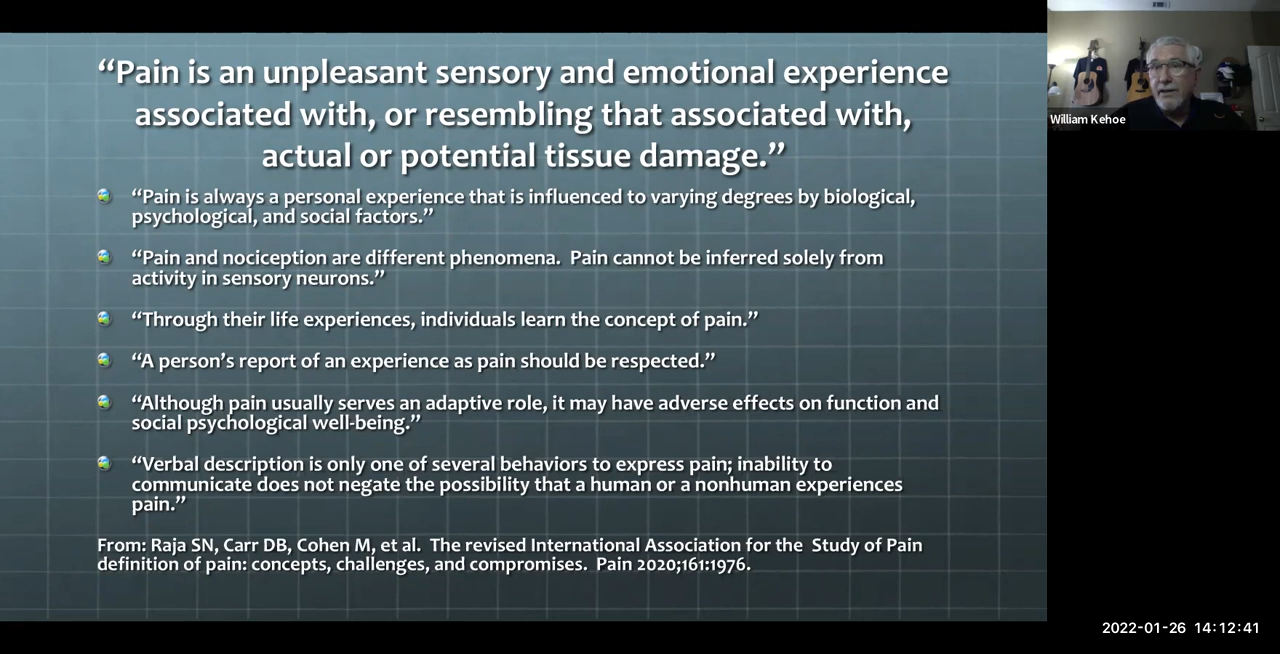 “Pain is an unpleasant sensory and emotional experience
associated with, or resembling that associated with,
actual or potential tissue damage.”
“Pain is always a personal experience that is influenced to varying degrees by biological,
psychological, and social factors.”
“Pain and nociception are different phenomena.  Pain cannot be inferred solely from
activity in sensory neurons.”
“Through their life experiences, individuals learn the concept of pain.”
“A person’s report of an experience as pain should be respected.”
“Although pain usually serves an adaptive role, it may have adverse effects on function and
social psychological well-being.”
“Verbal description is only one of several behaviors to express pain; inability to
communicate does not negate the possibility that a human or a nonhuman experiences
pain.”
From: Raja SN, Carr DB, Cohen M, et al.  The revised International Association for the  Study of Pain
definition of pain: concepts, challenges, and compromises.  Pain 2020;161:1976.
William Kehoe
2022-01-26 14:12:41